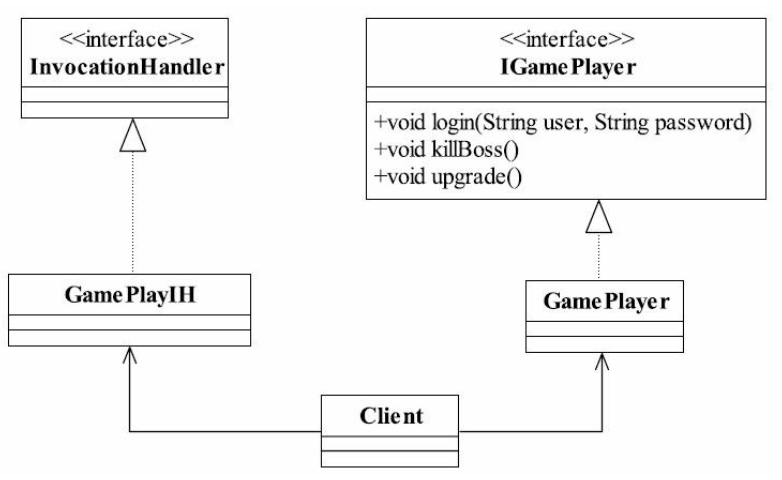 <<interface>>
InvocationHandler
<<interface>>
IGamePlayer
+void login(String user, String password)
+void killBoss()
+void upgrade()
GamePlayIH
GamePlayer
Client